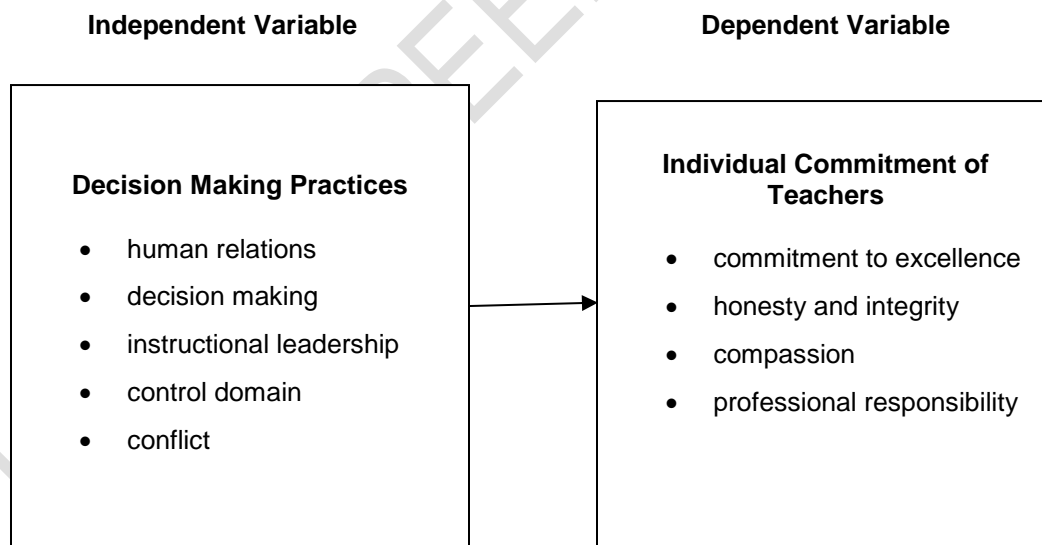 Independent Variable
Dependent Variable
Decision Making Practices
• human relations
• decision making
• instructional leadership
• control domain
• conflict
Individual Commitment of
Teachers
• commitment to excellence
• honesty and integrity
• compassion
• professional responsibility